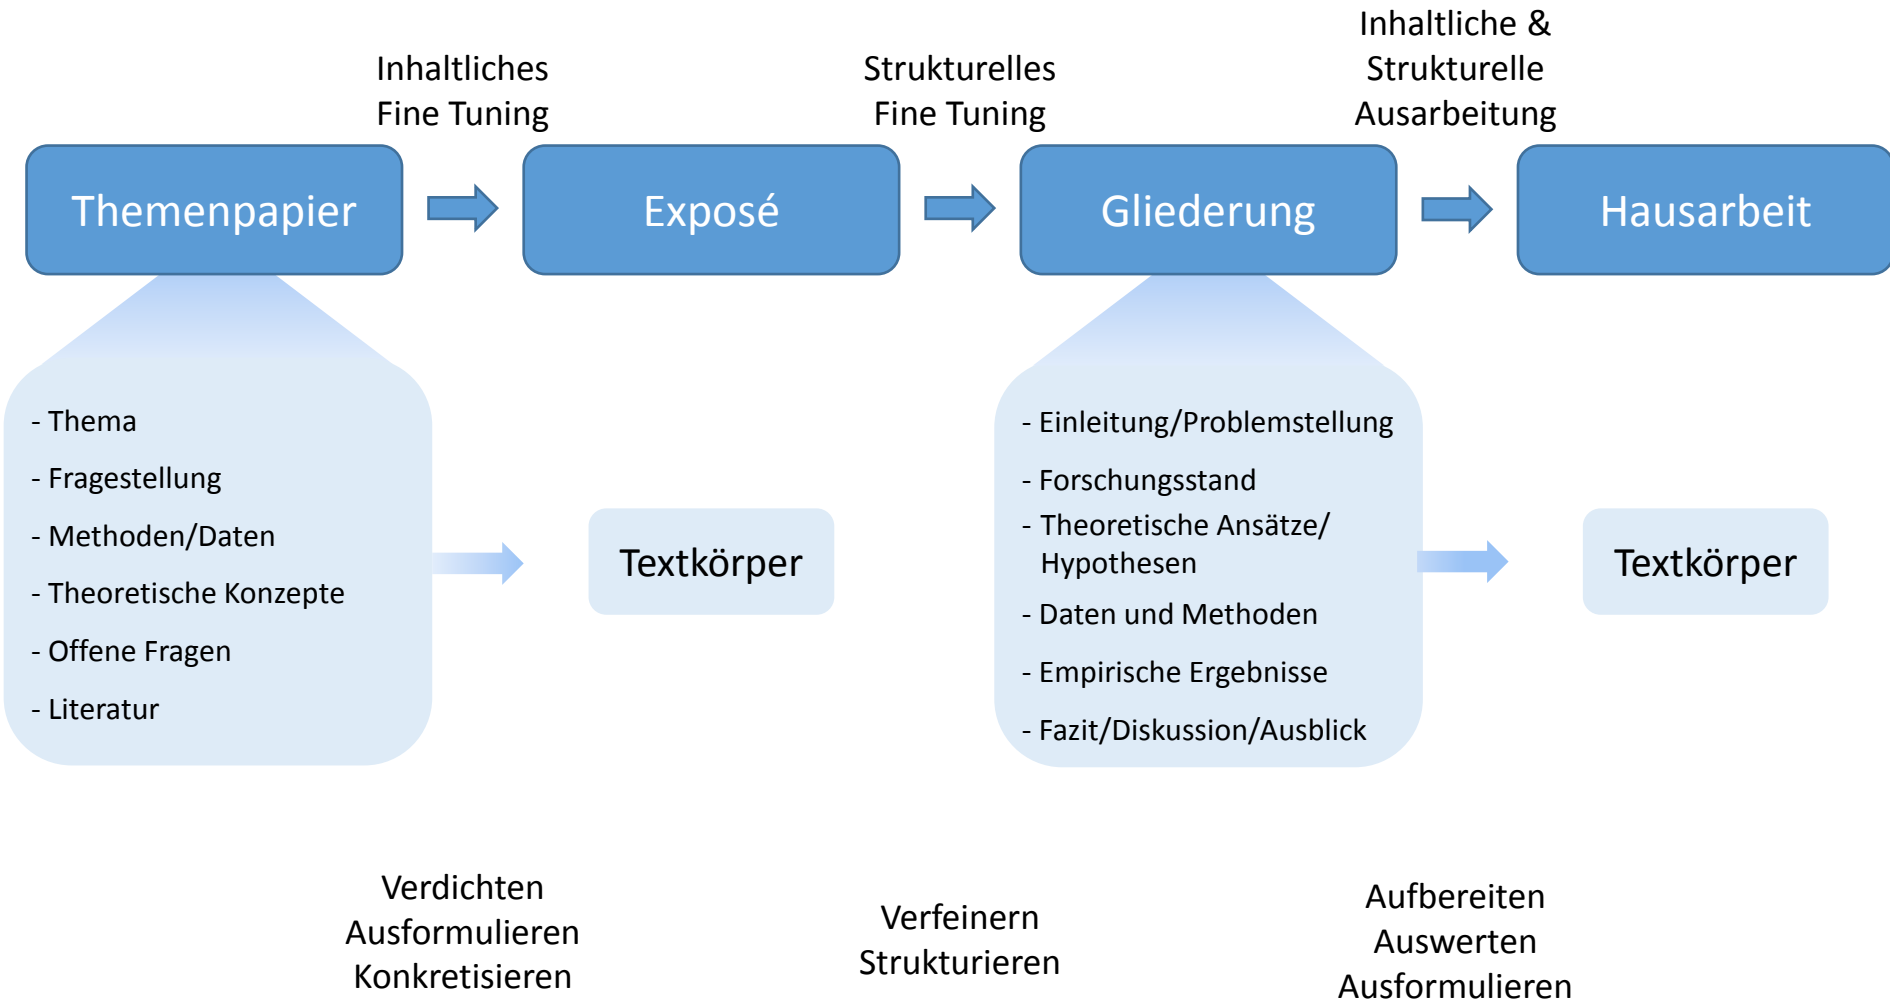 Inhaltliches
Fine Tuning
Strukturelles
Fine Tuning
Inhaltliche &
Strukturelle
Ausarbeitung
Themenpapier
Exposé
Gliederung
Hausarbeit
- Thema
- Fragestellung
- Methoden/Daten
- Theoretische Konzepte
- Offene Fragen
- Literatur
Textkörper
- Einleitung/Problemstellung
- Forschungsstand
- Theoretische Ansätze/
Hypothesen
- Daten und Methoden
- Empirische Ergebnisse
- Fazit/Diskussion/Ausblick
Textkörper
Verdichten
Ausformulieren
Konkretisieren
Verfeinern
Strukturieren
Aufbereiten
Auswerten
Ausformulieren